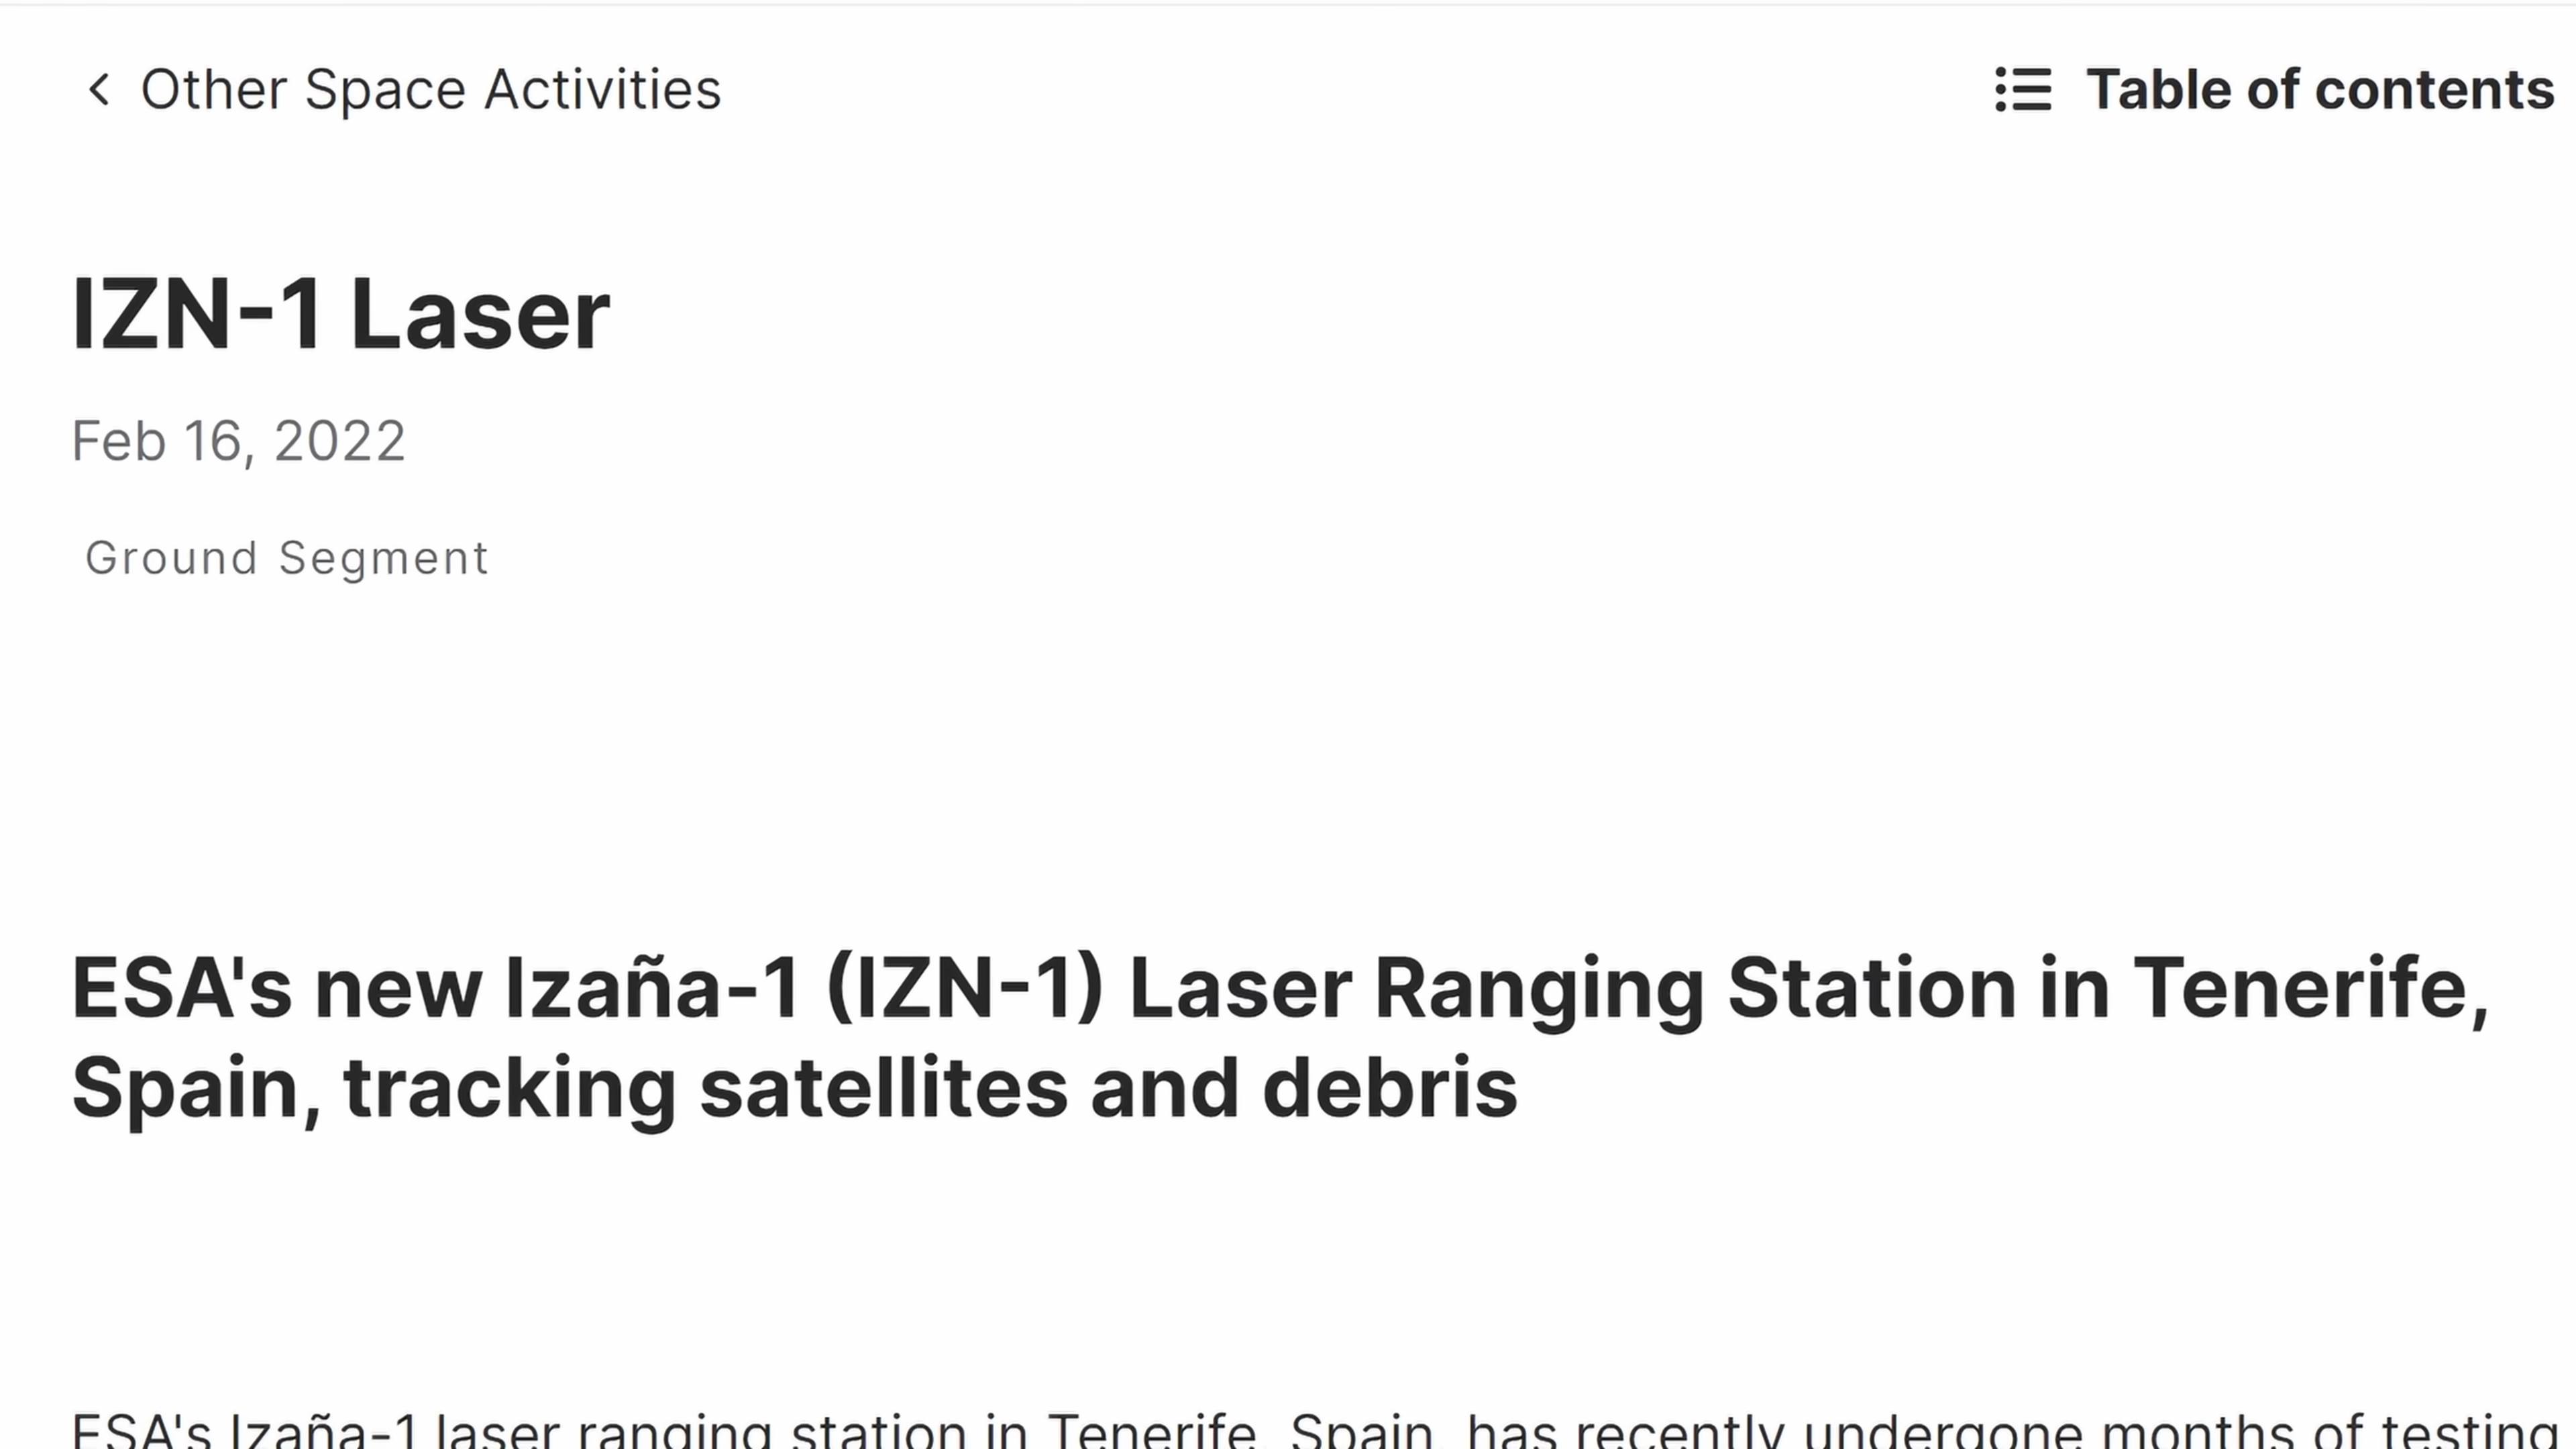 Other Space Activities
Table of contents
IZN-1 Laser
Feb 16, 2022
Ground Segment
ESA's new Izaña-1 (IZN-1) Laser Ranging Station in Tenerife,
Spain, tracking satellites and debris
ESA's Izaña-1 laser ranging station in Tenerife, Spain, has recently undergone months of testing